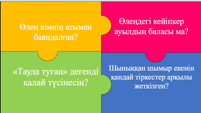 Өлең кімнің атымен
баяндалған?
Өлеңдегі кейіпкер
ауылдың баласы ма?
«Тауда туған» дегенді
қалай түсінесің?
Шыныққан шымыр екенін
қандай тіркестер арқылы
жеткізген?